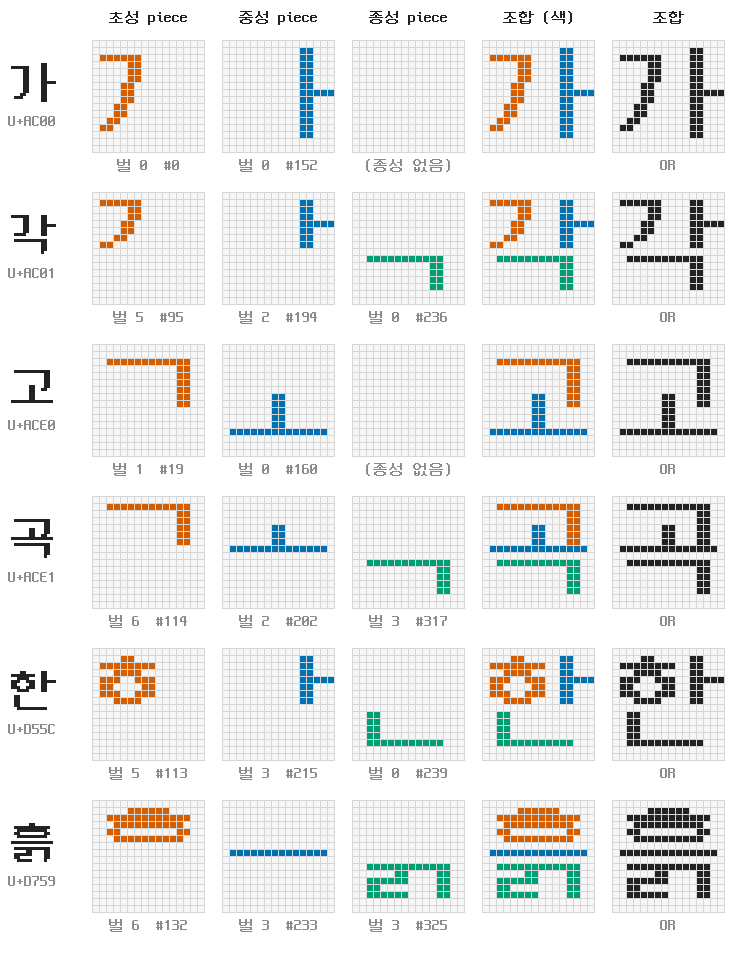 초성 piece 중성 piece 종성 piece 조합 (색) 조합
가
U+AC00
벌 0 #0 벌 0 #152 (종성 없음) OR
각
U+AC01
벌 5 #95 벌 2 #194 벌 0 #236 OR
고
U+ACE0
벌 1 #19 벌 0 #160 (종성 없음) OR
곡
U+ACE1
벌 6 #114 벌 2 #202 벌 3 #317 OR
한
U+D55C
벌 5 #113 벌 3 #215 벌 0 #239 OR
흙
U+D759
벌 6 #132 벌 3 #233 벌 3 #325 OR